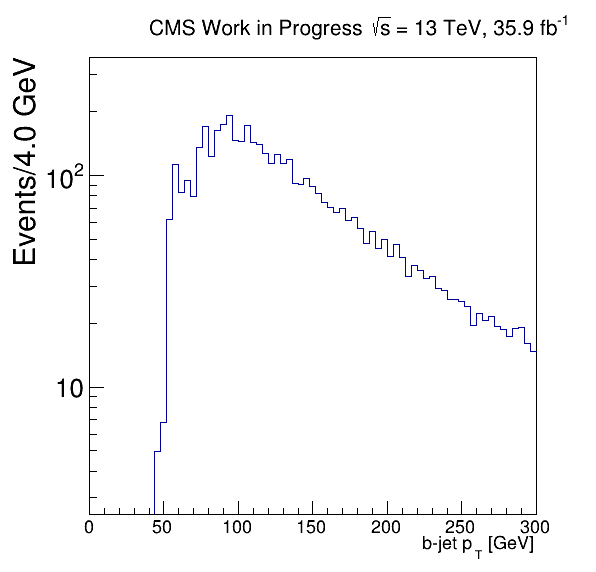 CMS Work in Progress √s = 13 TeV, 35.9 fb⁻¹
Events/4.0 GeV
10²
10
0 50 100 150 200 250 300
b-jet p_T [GeV]